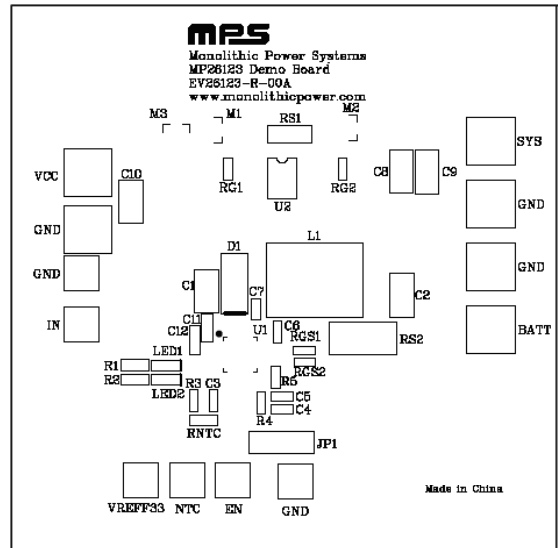 MPS
Monolithic Power Systems
MP26123 Demo Board
EV26123-R-00A
www.monolithicpower.com
M3
M1
RS1
M2
VCC
C10
RG1
U2
RG2
C8
C9
SYS
GND
GND
GND
IN
C1
D1
C7
L1
C2
GND
BATT
C11
C12
U1
C6
RGS1
RGS2
RS2
R1
LED1
R2
LED2
R3
C3
RNTC
R5
R4
C5
C4
JP1
VREFF33
NTC
EN
GND
Made in China